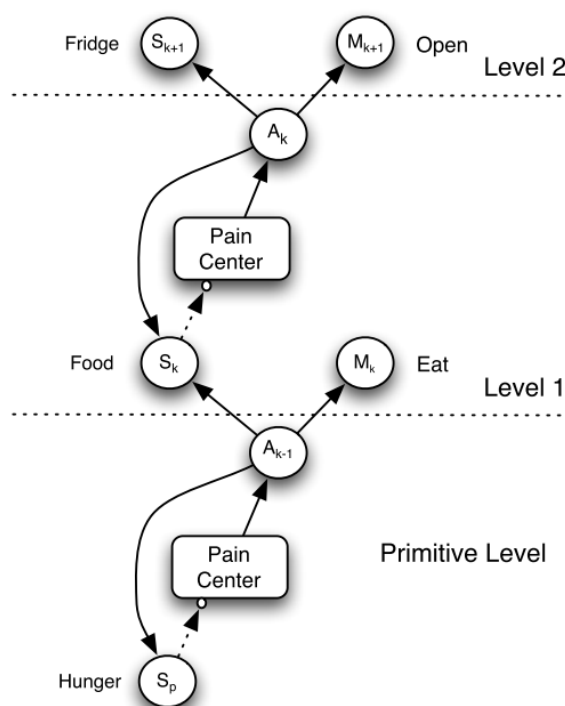 Fridge S_{k+1} M_{k+1} Open
Level 2
A_k
Pain
Center
Food S_k M_k Eat
Level 1
A_{k-1}
Pain
Center
Primitive Level
Hunger S_p